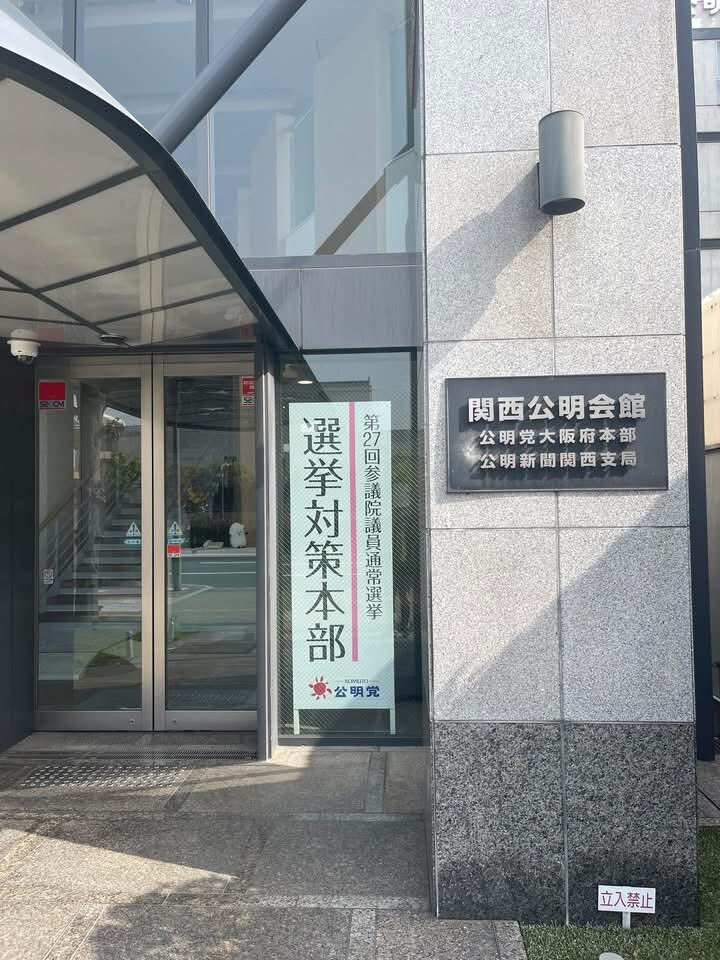 第27回参議院議員通常選挙
選挙対策本部
KOMEITO
公明党
関西公明会館
公明党大阪府本部
公明新聞関西支局
SECOM
立入禁止